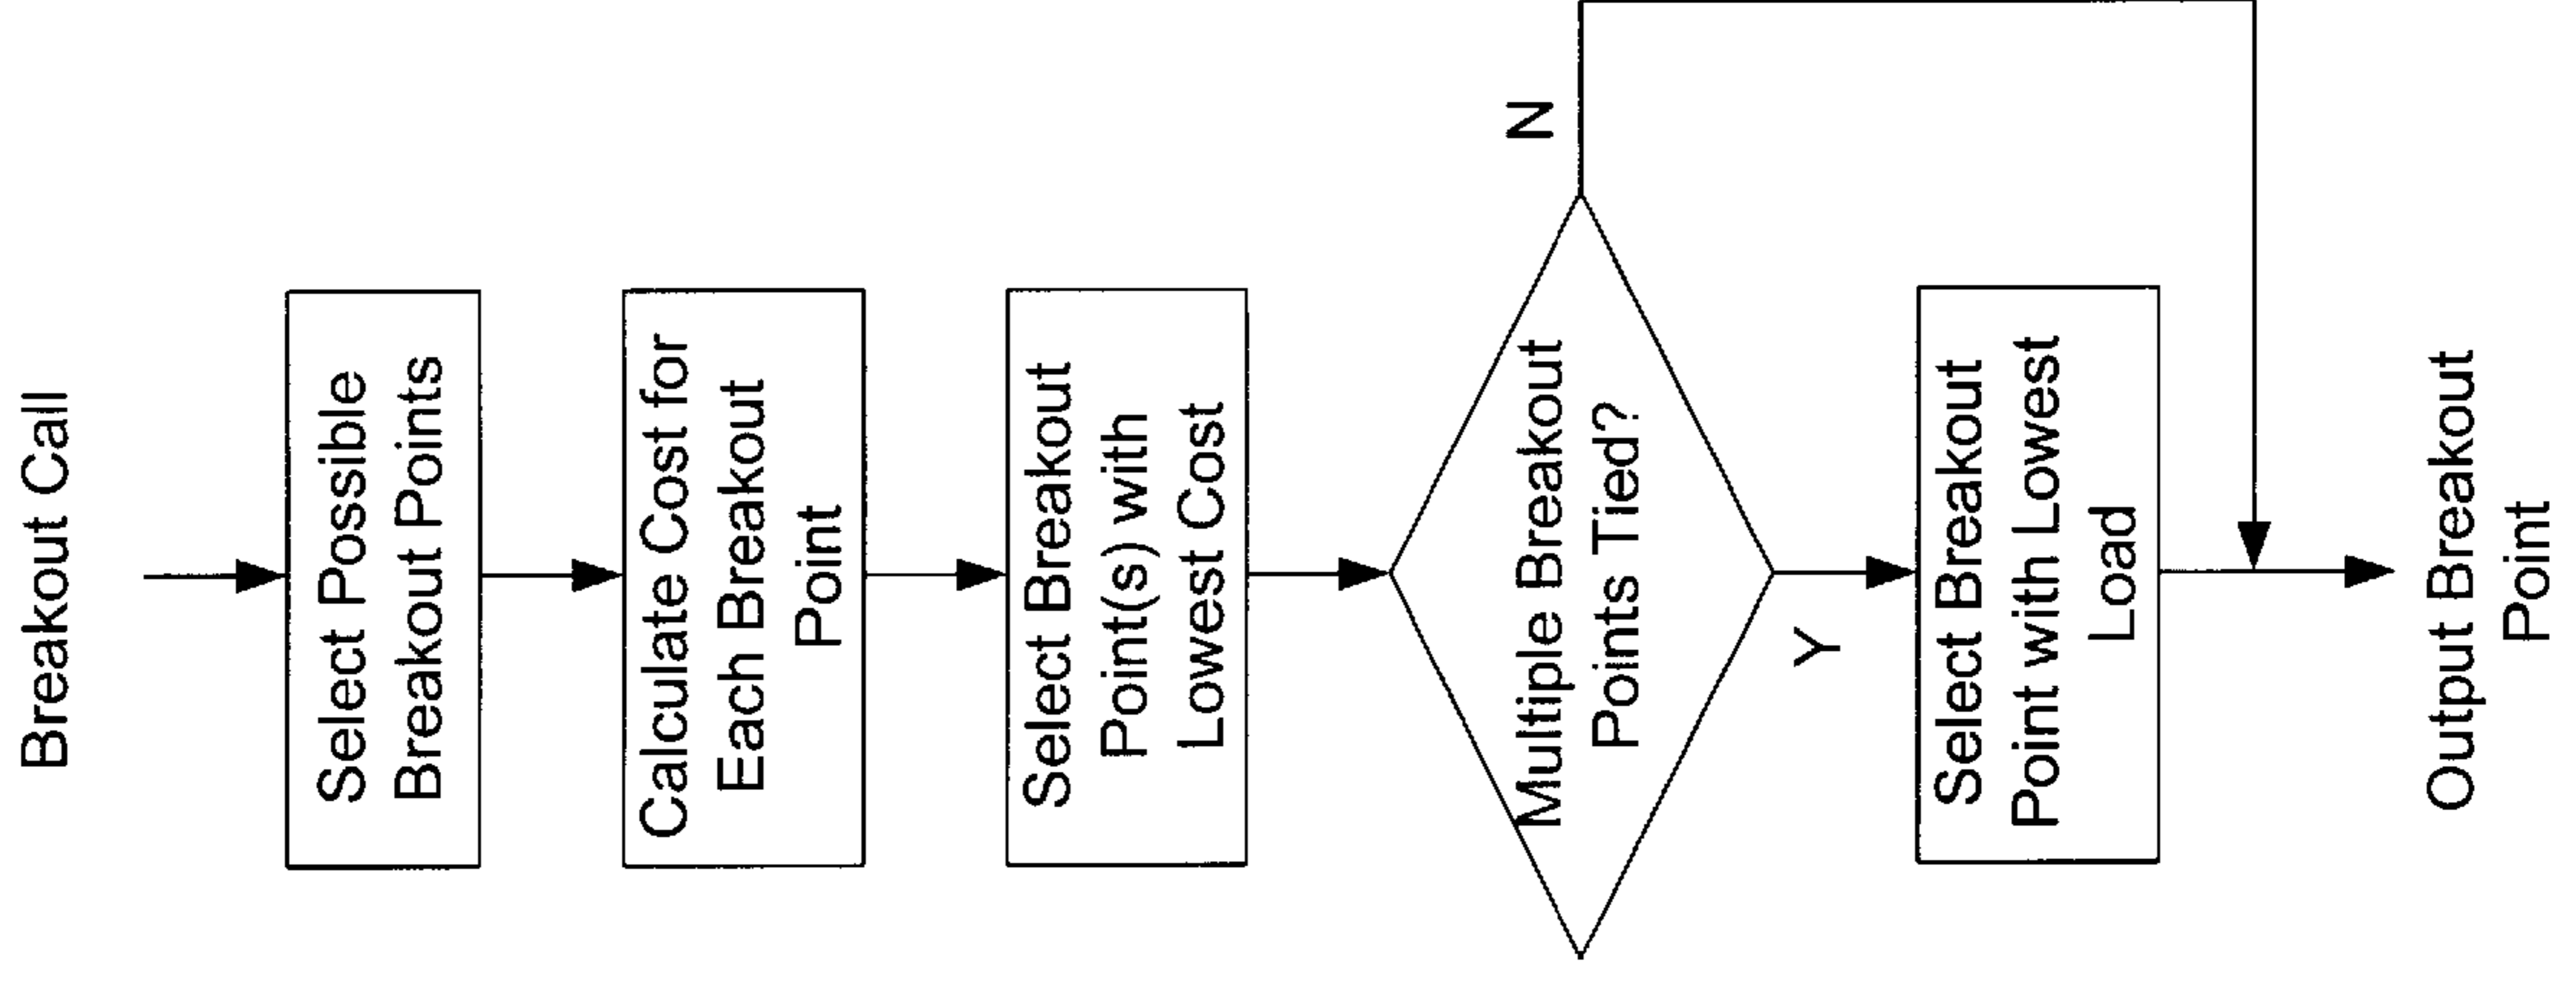 Breakout Call
Select Possible
Breakout Points
Calculate Cost for
Each Breakout
Point
Select Breakout
Point(s) with
Lowest Cost
Multiple Breakout
Points Tied?
N
Y
Select Breakout
Point with Lowest
Load
Output Breakout
Point